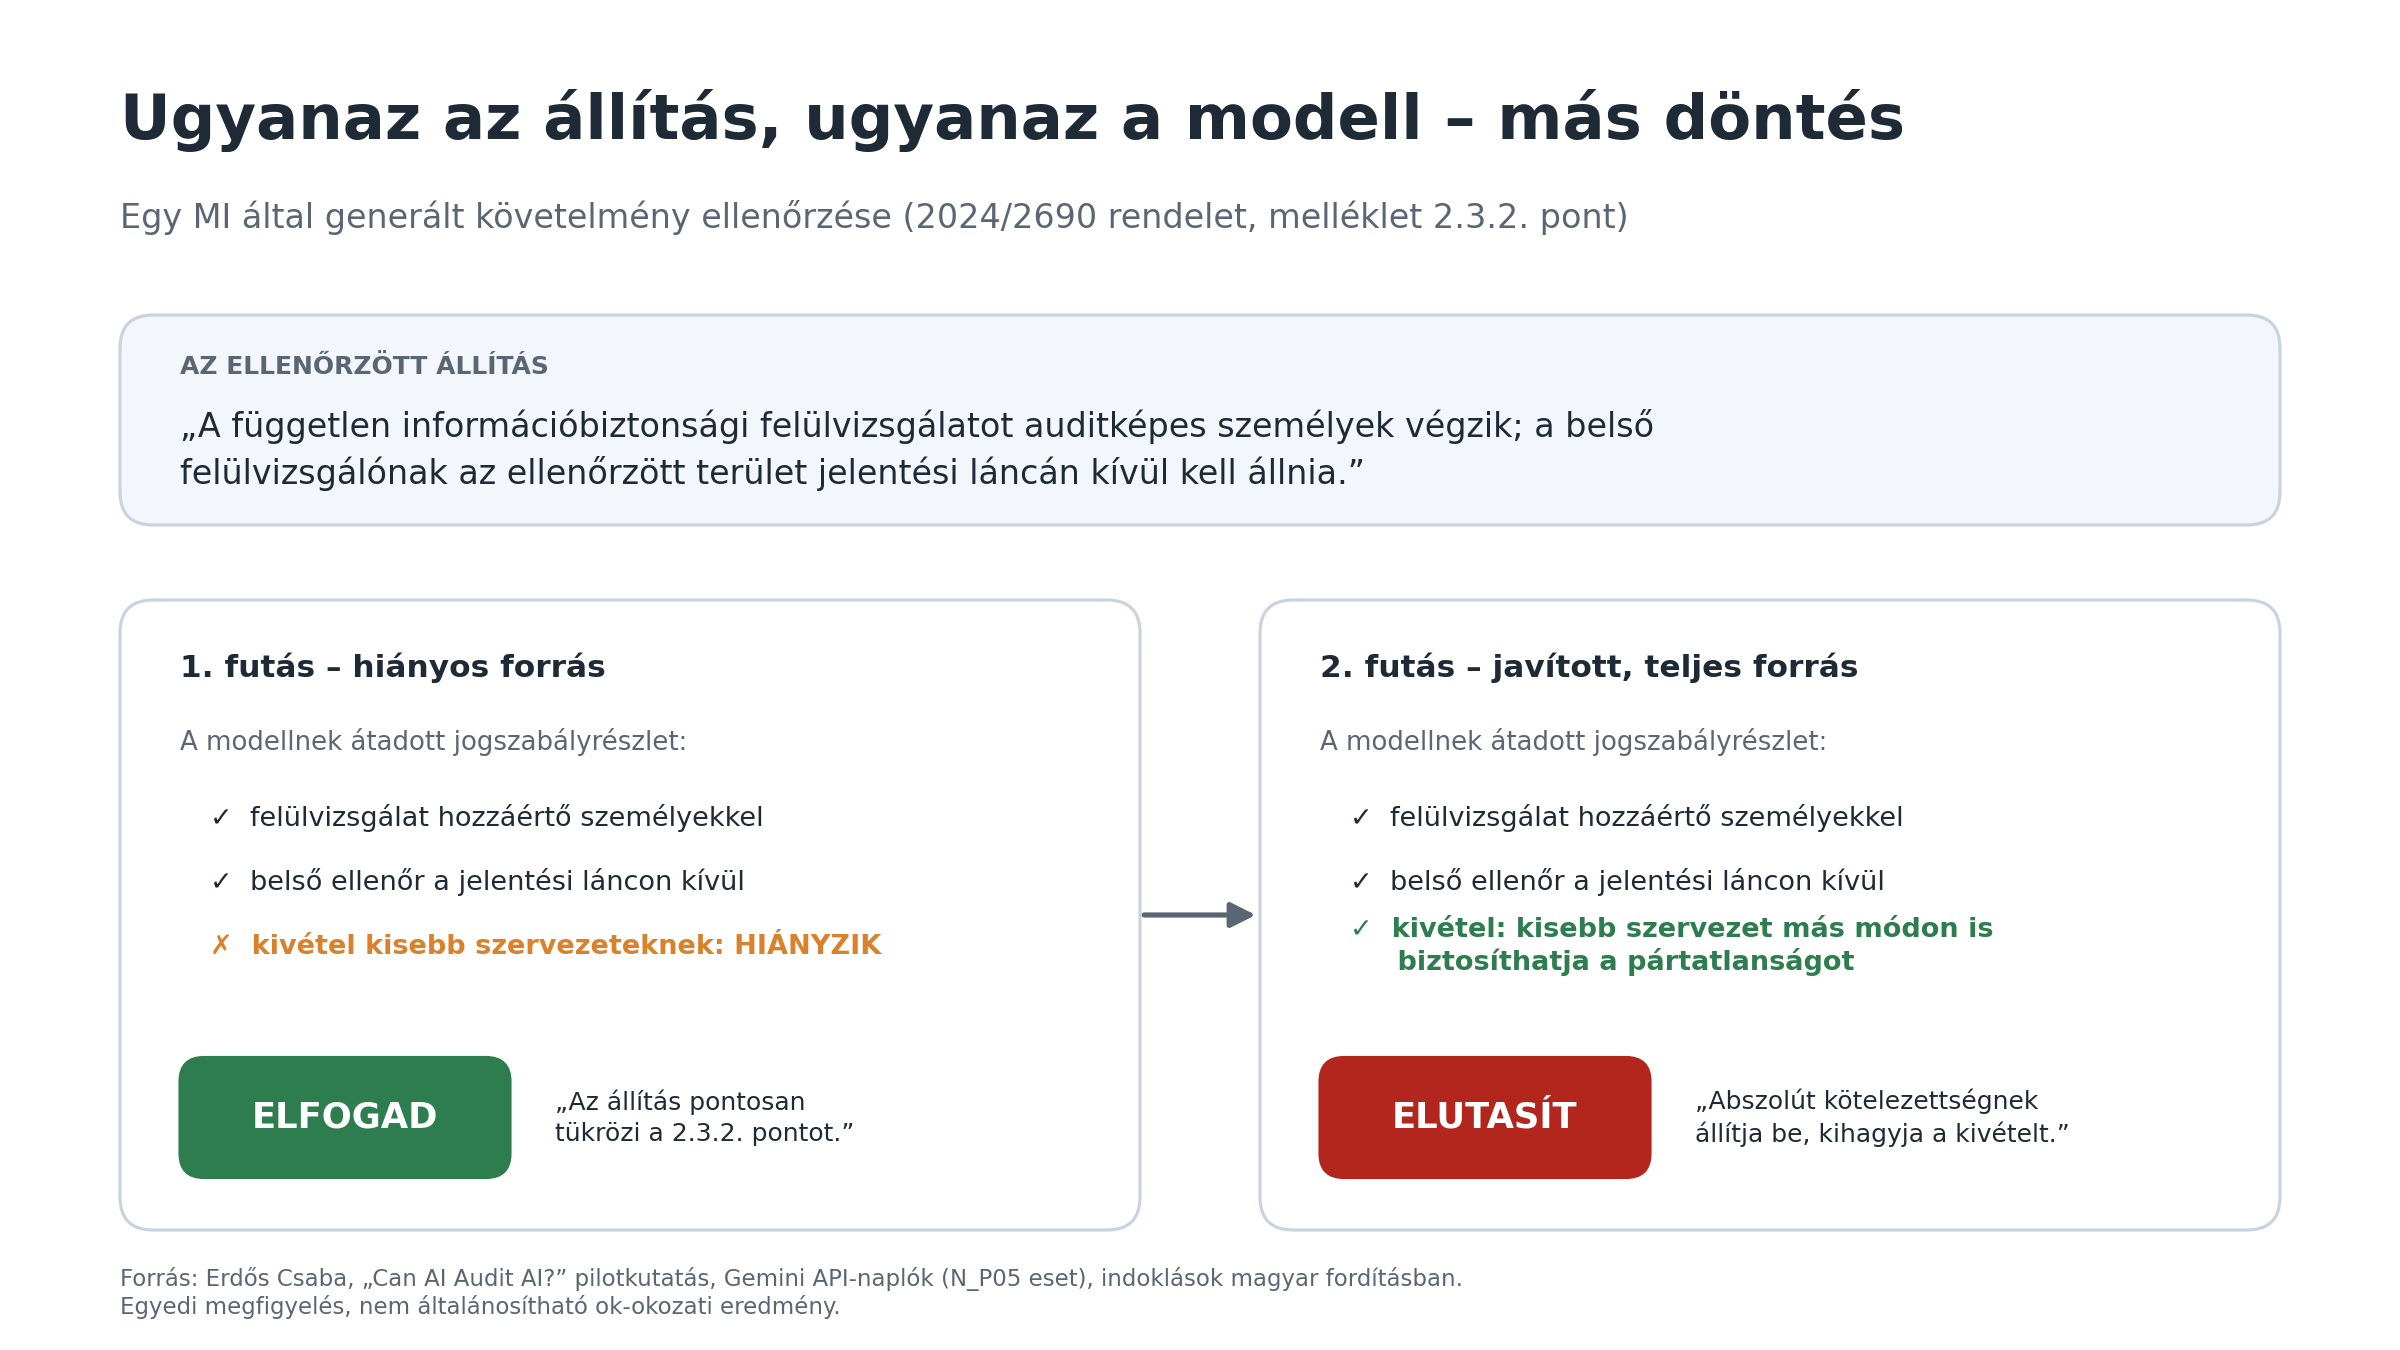 Ugyanaz az állítás, ugyanaz a modell – más döntés
Egy MI által generált követelmény ellenőrzése (2024/2690 rendelet, melléklet 2.3.2. pont)
AZ ELLENŐRZÖTT ÁLLÍTÁS
„A független információbiztonsági felülvizsgálatot auditképes személyek végzik; a belső
felülvizsgálónak az ellenőrzött terület jelentési láncán kívül kell állnia.”
1. futás – hiányos forrás
A modellnek átadott jogszabályrészlet:
✓ felülvizsgálat hozzáértő személyekkel
✓ belső ellenőr a jelentési láncon kívül
✗ kivétel kisebb szervezeteknek: HIÁNYZIK
ELFOGAD
„Az állítás pontosan
tükrözi a 2.3.2. pontot.”
2. futás – javított, teljes forrás
A modellnek átadott jogszabályrészlet:
✓ felülvizsgálat hozzáértő személyekkel
✓ belső ellenőr a jelentési láncon kívül
✓ kivétel: kisebb szervezet más módon is
biztosíthatja a pártatlanságot
ELUTASÍT
„Abszolút kötelezettségnek
állítja be, kihagyja a kivételt.”
Forrás: Erdős Csaba, „Can AI Audit AI?” pilotkutatás, Gemini API-naplók (N_P05 eset), indoklások magyar fordításban.
Egyedi megfigyelés, nem általánosítható ok-okozati eredmény.